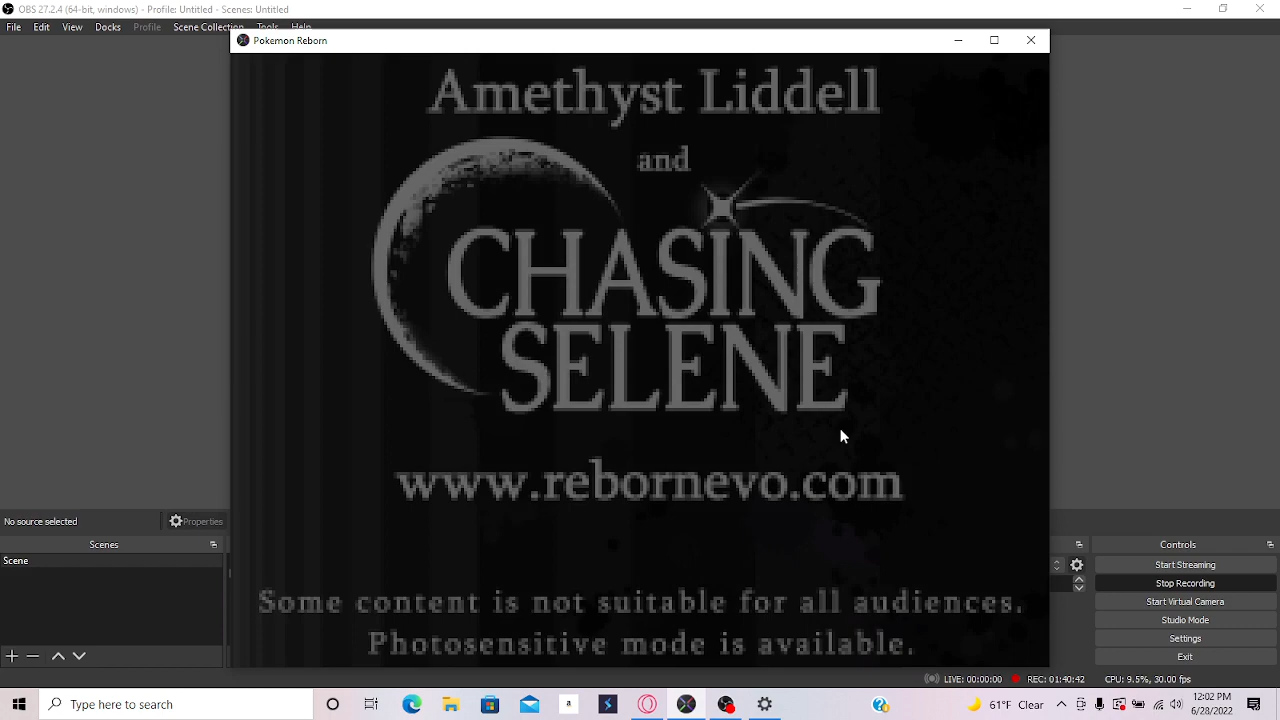 OBS 27.2.4 (64-bit, windows) - Profile: Untitled - Scenes: Untitled
File Edit View Docks Profile Scene Collection Tools Help
Pokemon Reborn
Amethyst Liddell
and
CHASING
SELENE
www.rebornevo.com
Some content is not suitable for all audiences.
Photosensitive mode is available.
No source selected
Properties
Scenes
Scene
Controls
Start Streaming
Stop Recording
Start Virtual Camera
Studio Mode
Settings
Exit
LIVE: 00:00:00 REC: 01:40:42 CPU: 9.5%, 30.00 fps
Type here to search
a
61°F Clear
12:02 PM
6/28/2022